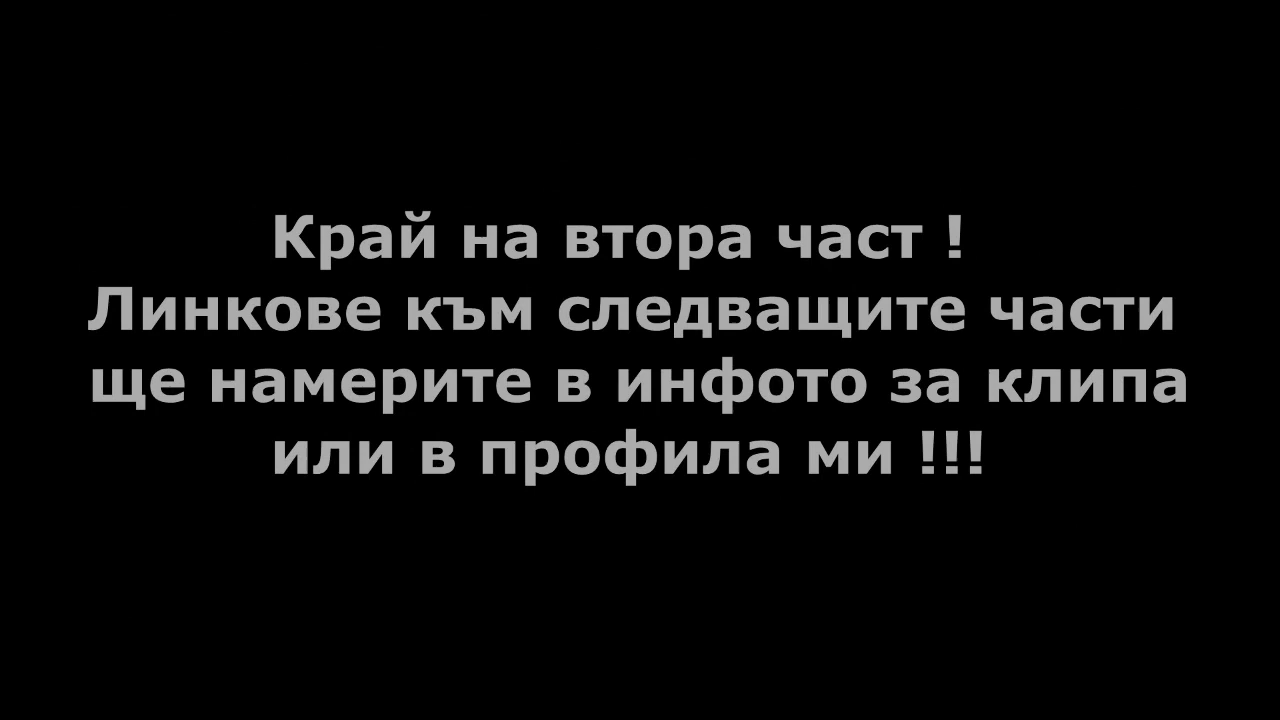 Край на втора част !
Линкове към следващите части
ще намерите в инфото за клипа
или в профила ми !!!